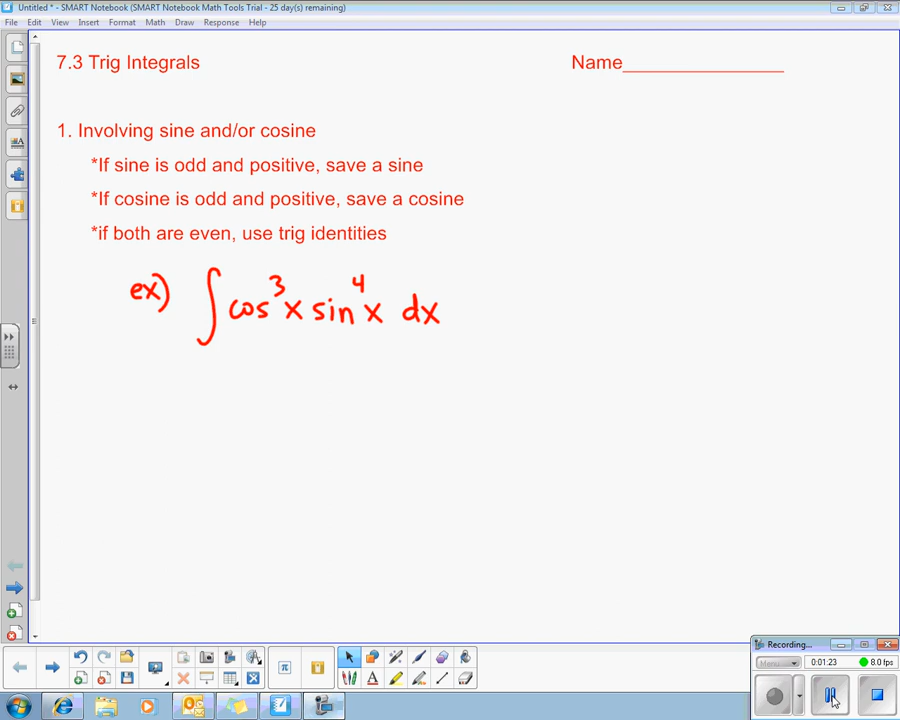 Untitled * - SMART Notebook (SMART Notebook Math Tools Trial - 25 day(s) remaining)
File Edit View Insert Format Math Draw Response Help
7.3 Trig Integrals Name_______________
1. Involving sine and/or cosine
*If sine is odd and positive, save a sine
*If cosine is odd and positive, save a cosine
*if both are even, use trig identities
ex) ∫cos³x sin⁴x dx
Recording...
Menu 0:01:23 8.0 fps